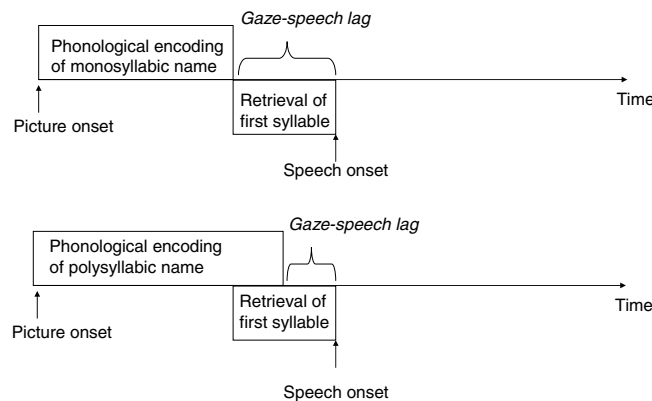 Gaze-speech lag
Phonological encoding
of monosyllabic name
Retrieval of
first syllable
Time
Picture onset
Speech onset
Gaze-speech lag
Phonological encoding
of polysyllabic name
Retrieval of
first syllable
Time
Picture onset
Speech onset